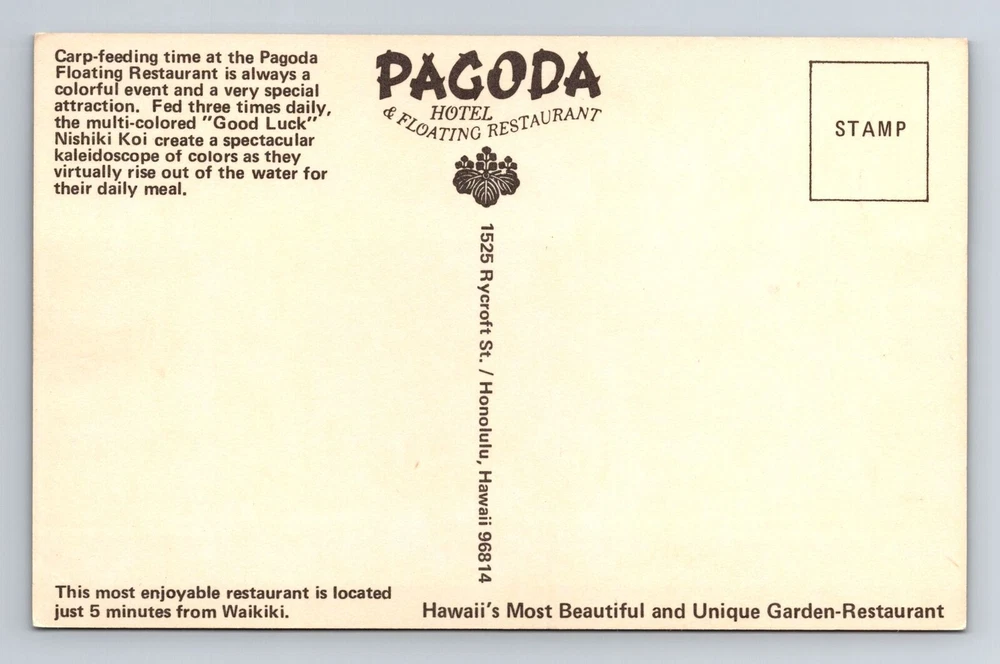 Carp-feeding time at the Pagoda
Floating Restaurant is always a
colorful event and a very special
attraction. Fed three times daily,
the multi-colored "Good Luck"
Nishiki Koi create a spectacular
kaleidoscope of colors as they
virtually rise out of the water for
their daily meal.
PAGODA
HOTEL
& FLOATING RESTAURANT
STAMP
1525 Rycroft St. / Honolulu, Hawaii 96814
This most enjoyable restaurant is located
just 5 minutes from Waikiki.
Hawaii's Most Beautiful and Unique Garden-Restaurant